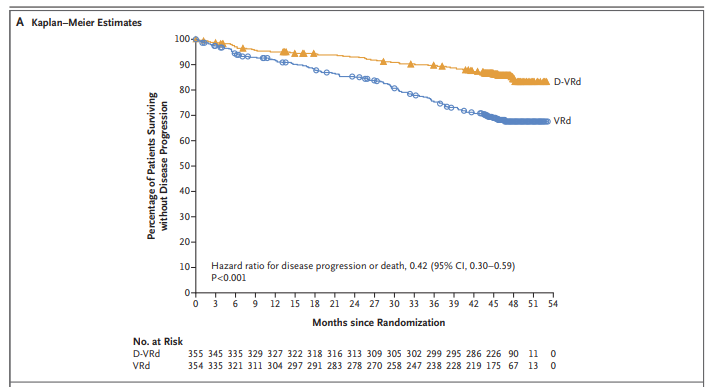 A Kaplan–Meier Estimates
Percentage of Patients Surviving
without Disease Progression
100
90
80
70
60
50
40
30
20
10
0
D-VRd
VRd
Hazard ratio for disease progression or death, 0.42 (95% CI, 0.30–0.59)
P<0.001
0 3 6 9 12 15 18 21 24 27 30 33 36 39 42 45 48 51 54
Months since Randomization
No. at Risk
D-VRd 355 345 335 329 327 322 318 316 313 309 305 302 299 295 286 226 90 11 0
VRd 354 335 321 311 304 297 291 283 278 270 258 247 238 228 219 175 67 13 0